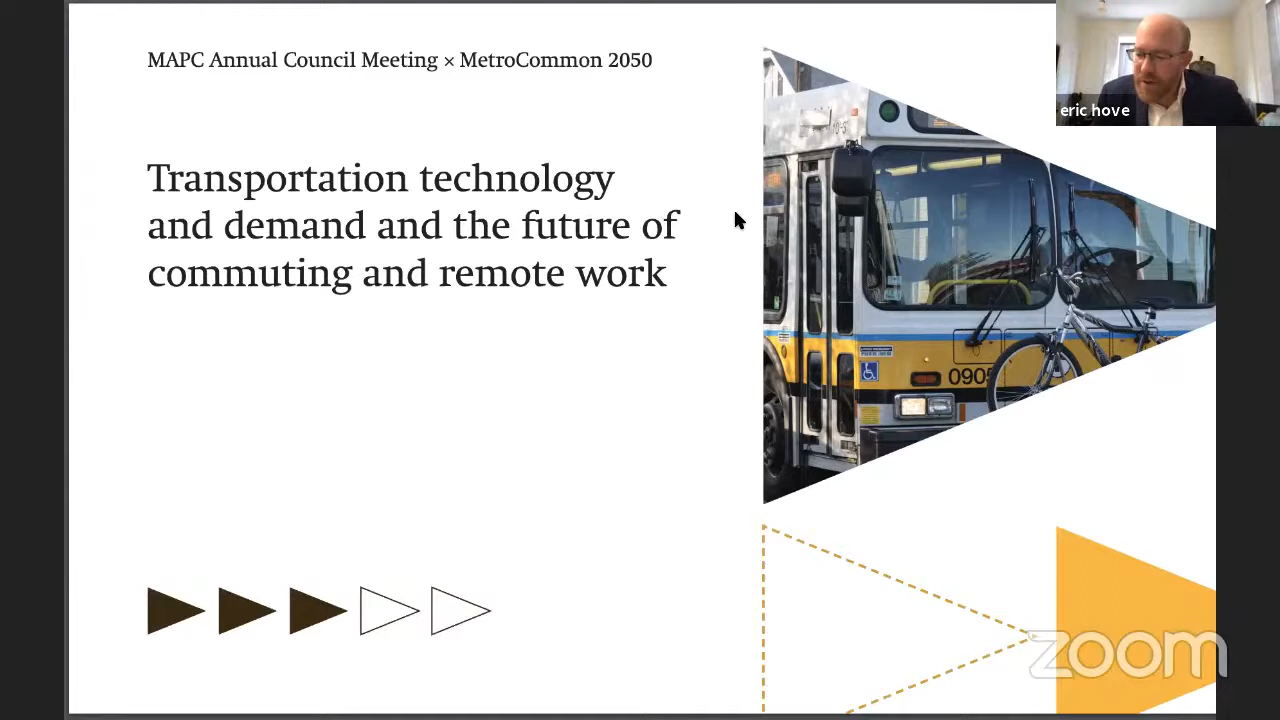 MAPC Annual Council Meeting × MetroCommon 2050
eric hove
Transportation technology
and demand and the future of
commuting and remote work
0905
zoom